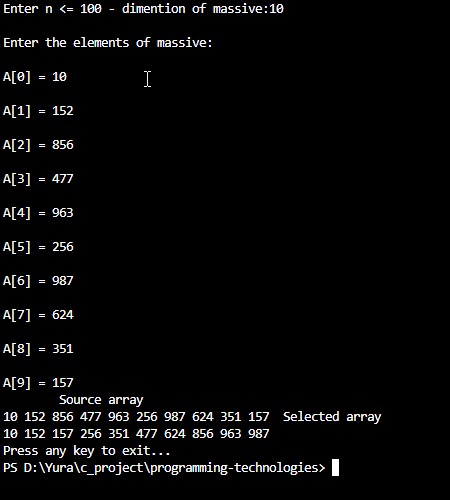 Enter n <= 100 - dimention of massive:10
Enter the elements of massive:
A[0] = 10
A[1] = 152
A[2] = 856
A[3] = 477
A[4] = 963
A[5] = 256
A[6] = 987
A[7] = 624
A[8] = 351
A[9] = 157
Source array
10 152 856 477 963 256 987 624 351 157  Selected array
10 152 157 256 351 477 624 856 963 987
Press any key to exit...
PS D:\Yura\c_project\programming-technologies>